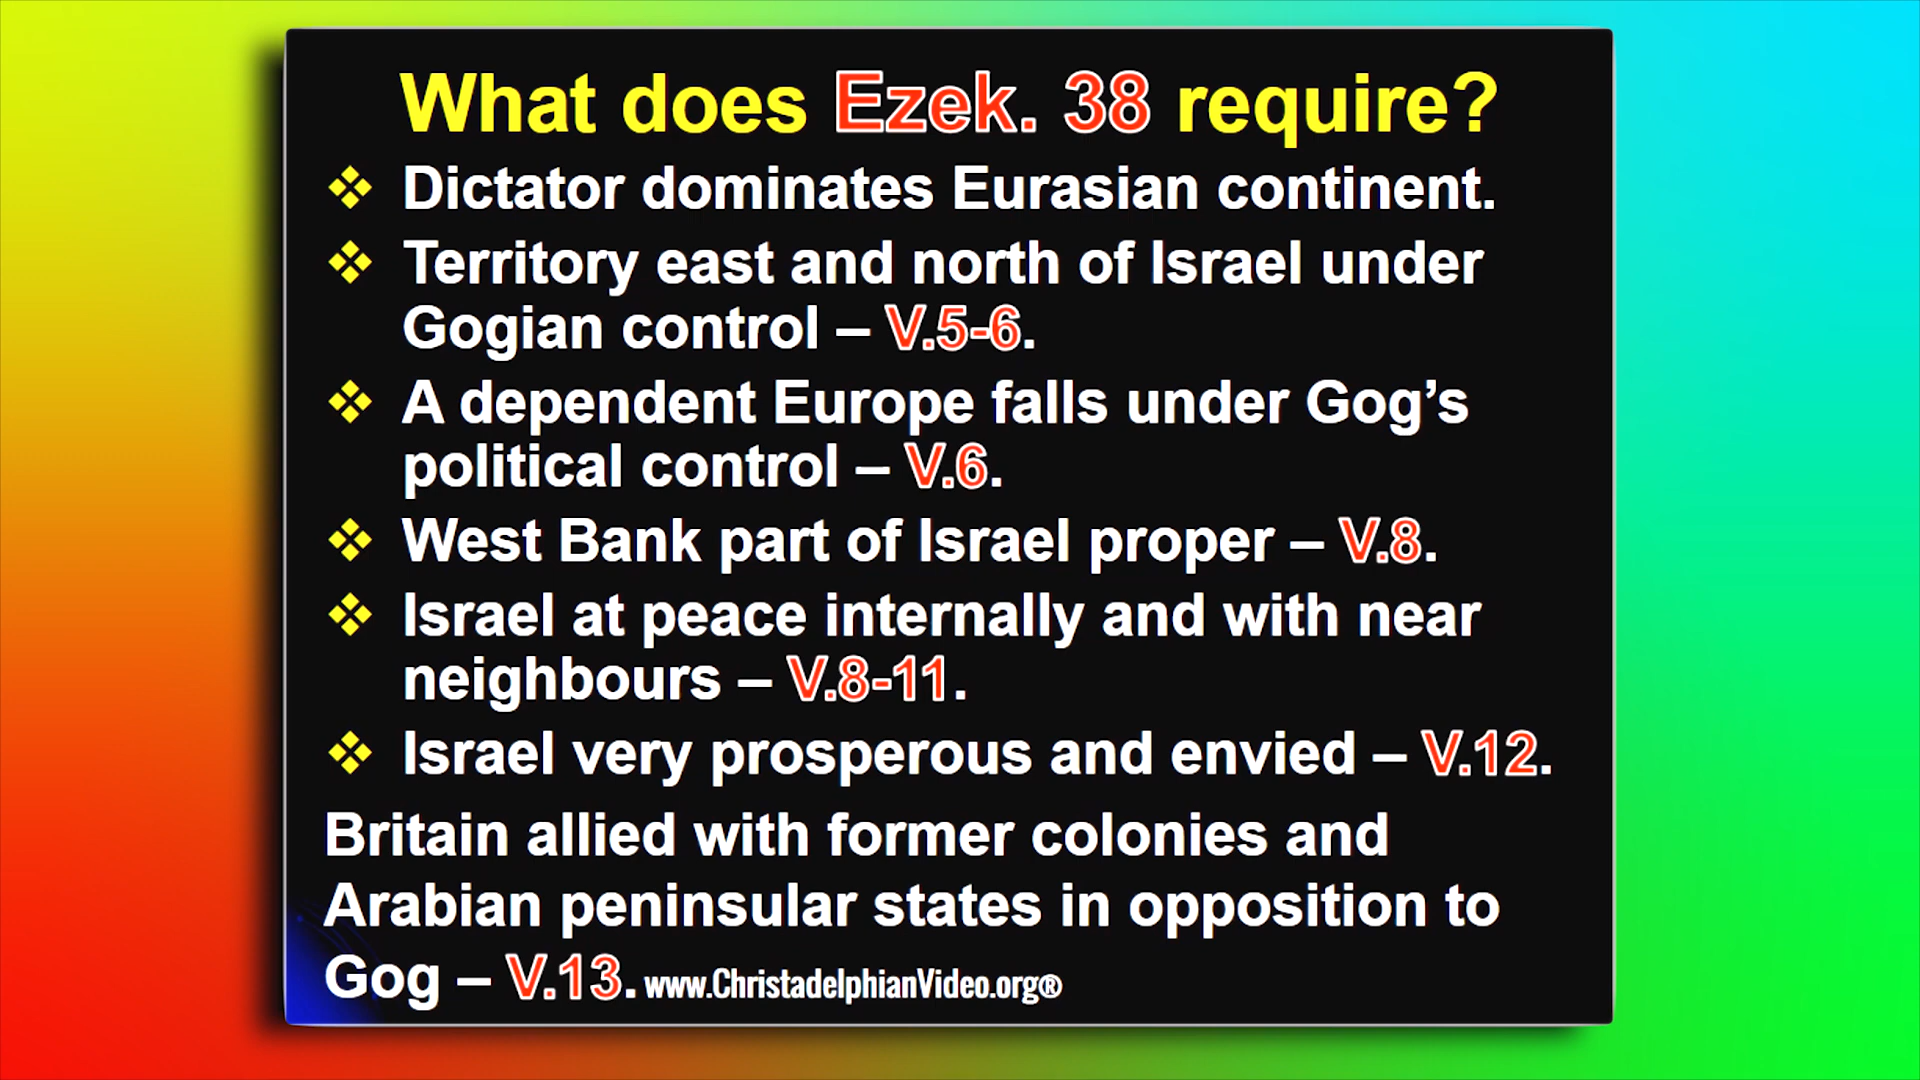 What does Ezek. 38 require?
❖ Dictator dominates Eurasian continent.
❖ Territory east and north of Israel under
Gogian control – V.5-6.
❖ A dependent Europe falls under Gog’s
political control – V.6.
❖ West Bank part of Israel proper – V.8.
❖ Israel at peace internally and with near
neighbours – V.8-11.
❖ Israel very prosperous and envied – V.12.
Britain allied with former colonies and
Arabian peninsular states in opposition to
Gog – V.13. www.ChristadelphianVideo.org®